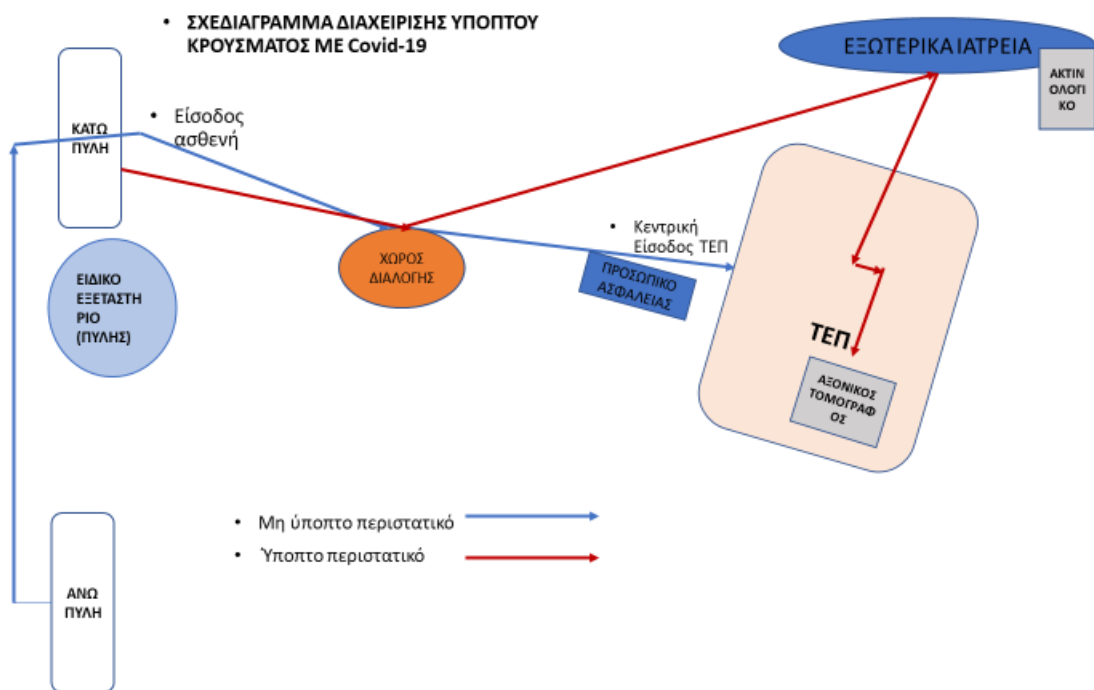 • ΣΧΕΔΙΑΓΡΑΜΜΑ ΔΙΑΧΕΙΡΙΣΗΣ ΥΠΟΠΤΟΥ
ΚΡΟΥΣΜΑΤΟΣ ΜΕ Covid-19
ΕΞΩΤΕΡΙΚΑ ΙΑΤΡΕΙΑ
ΑΚΤΙΝ
ΟΛΟΓΙ
ΚΟ
ΚΑΤΩ
ΠΥΛΗ
• Είσοδος
ασθενή
• Κεντρική
Είσοδος ΤΕΠ
ΧΩΡΟΣ
ΔΙΑΛΟΓΗΣ
ΠΡΟΣΩΠΙΚΟ
ΑΣΦΑΛΕΙΑΣ
ΕΙΔΙΚΟ
ΕΞΕΤΑΣΤΗ
ΡΙΟ
(ΠΥΛΗΣ)
ΤΕΠ
ΑΞΟΝΙΚΟΣ
ΤΟΜΟΓΡΑΦ
ΟΣ
• Μη ύποπτο περιστατικό
• Ύποπτο περιστατικό
ΑΝΩ
ΠΥΛΗ